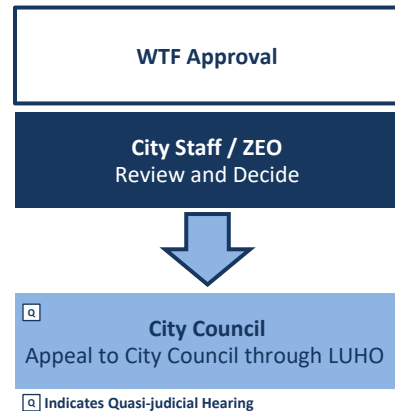 WTF Approval
City Staff / ZEO
Review and Decide
Q
City Council
Appeal to City Council through LUHO
Q Indicates Quasi-judicial Hearing